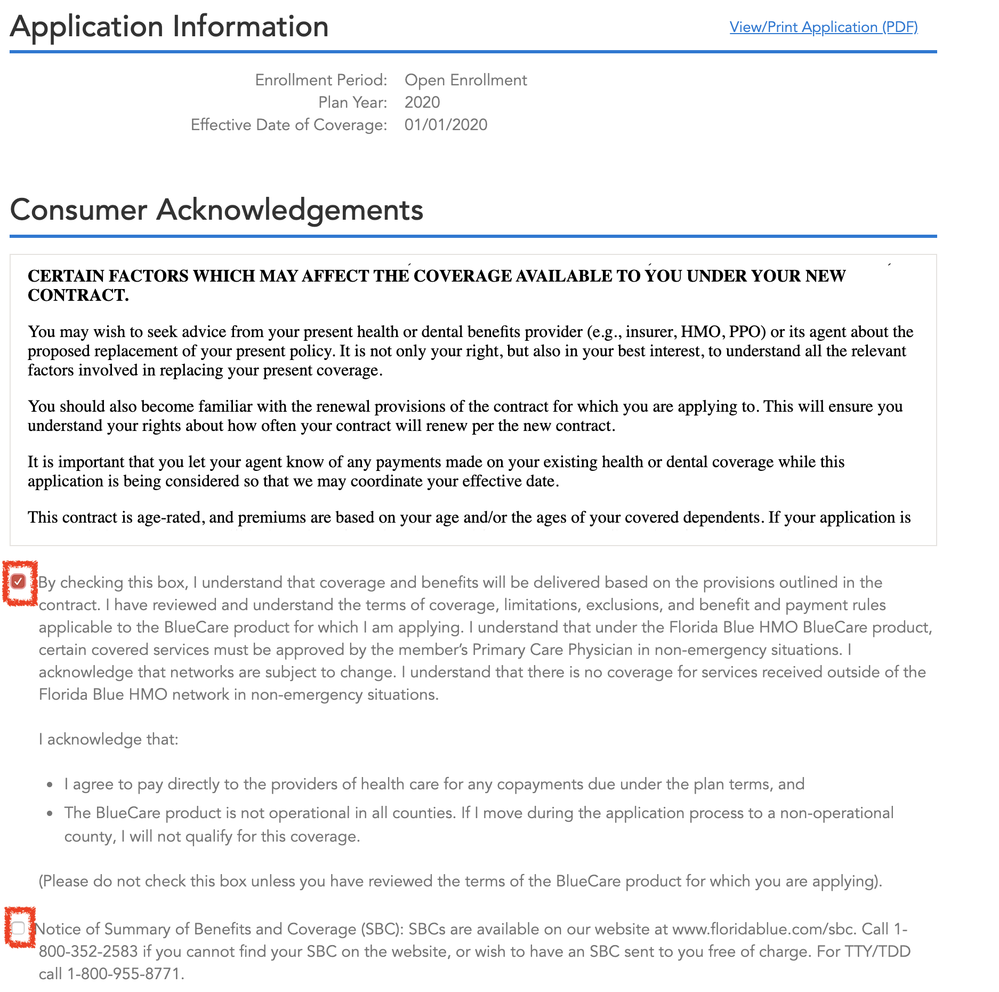 Application Information
View/Print Application (PDF)
Enrollment Period: Open Enrollment
Plan Year: 2020
Effective Date of Coverage: 01/01/2020
Consumer Acknowledgements
CERTAIN FACTORS WHICH MAY AFFECT THE COVERAGE AVAILABLE TO YOU UNDER YOUR NEW
CONTRACT.
You may wish to seek advice from your present health or dental benefits provider (e.g., insurer, HMO, PPO) or its agent about the
proposed replacement of your present policy. It is not only your right, but also in your best interest, to understand all the relevant
factors involved in replacing your present coverage.
You should also become familiar with the renewal provisions of the contract for which you are applying to. This will ensure you
understand your rights about how often your contract will renew per the new contract.
It is important that you let your agent know of any payments made on your existing health or dental coverage while this
application is being considered so that we may coordinate your effective date.
This contract is age-rated, and premiums are based on your age and/or the ages of your covered dependents. If your application is
By checking this box, I understand that coverage and benefits will be delivered based on the provisions outlined in the
contract. I have reviewed and understand the terms of coverage, limitations, exclusions, and benefit and payment rules
applicable to the BlueCare product for which I am applying. I understand that under the Florida Blue HMO BlueCare product,
certain covered services must be approved by the member’s Primary Care Physician in non-emergency situations. I
acknowledge that networks are subject to change. I understand that there is no coverage for services received outside of the
Florida Blue HMO network in non-emergency situations.
I acknowledge that:
• I agree to pay directly to the providers of health care for any copayments due under the plan terms, and
• The BlueCare product is not operational in all counties. If I move during the application process to a non-operational
county, I will not qualify for this coverage.
(Please do not check this box unless you have reviewed the terms of the BlueCare product for which you are applying).
Notice of Summary of Benefits and Coverage (SBC): SBCs are available on our website at www.floridablue.com/sbc. Call 1-
800-352-2583 if you cannot find your SBC on the website, or wish to have an SBC sent to you free of charge. For TTY/TDD
call 1-800-955-8771.